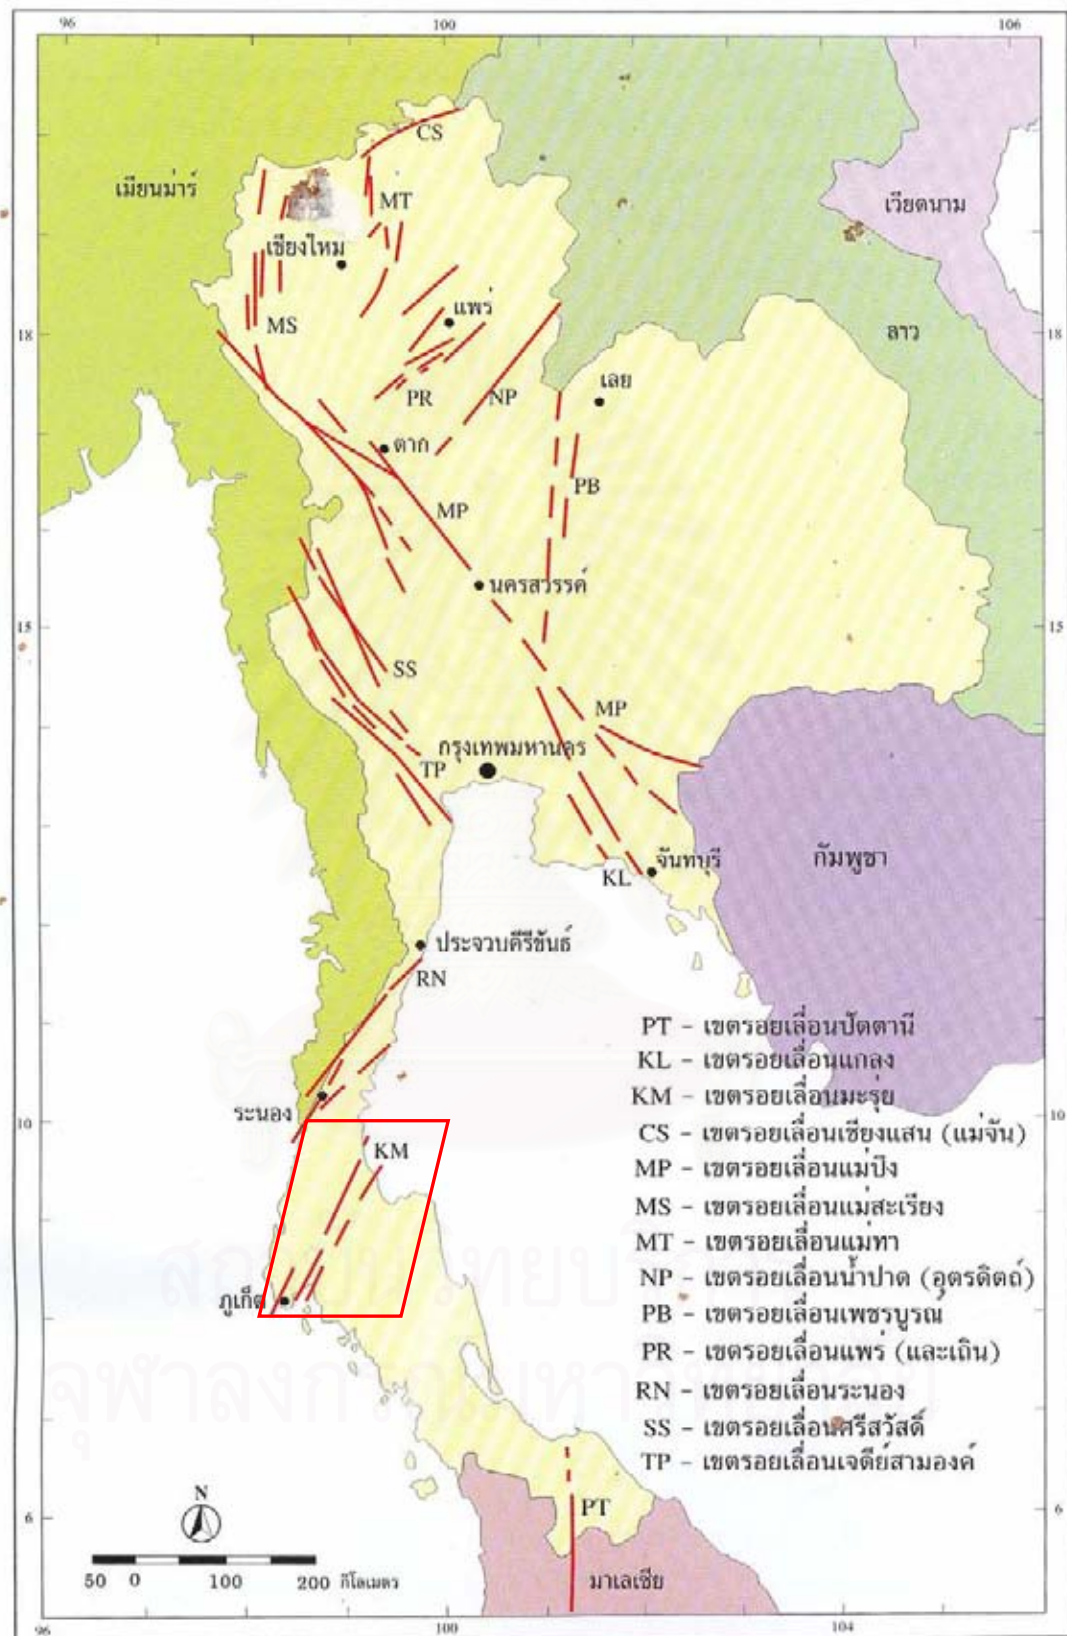 96 100 106
CS
เมียนม่าร์
MT
เวียดนาม
เชียงใหม่
แพร่
MS
18 ลาว 18
เลย
PR NP
ตาก
PB
MP
นครสวรรค์
15 15
SS
MP
กรุงเทพมหานคร
TP
จันทบุรี กัมพูชา
KL
ประจวบคีรีขันธ์
RN
PT - เขตรอยเลื่อนปัตตานี
KL - เขตรอยเลื่อนแกลง
KM - เขตรอยเลื่อนมะรุ่ย
ระนอง
10 10
CS - เขตรอยเลื่อนเชียงแสน (แม่จัน)
KM
MP - เขตรอยเลื่อนแม่ปิง
MS - เขตรอยเลื่อนแม่สะเรียง
MT - เขตรอยเลื่อนแม่ทา
NP - เขตรอยเลื่อนน้ำปาด (อุตรดิตถ์)
ภูเก็ต
PB - เขตรอยเลื่อนเพชรบูรณ์
PR - เขตรอยเลื่อนแพร่ (และเถิน)
RN - เขตรอยเลื่อนระนอง
SS - เขตรอยเลื่อนศรีสวัสดิ์
TP - เขตรอยเลื่อนเจดีย์สามองค์
N
6 PT 6
50 0 100 200 กิโลเมตร
มาเลเซีย
96 100 104